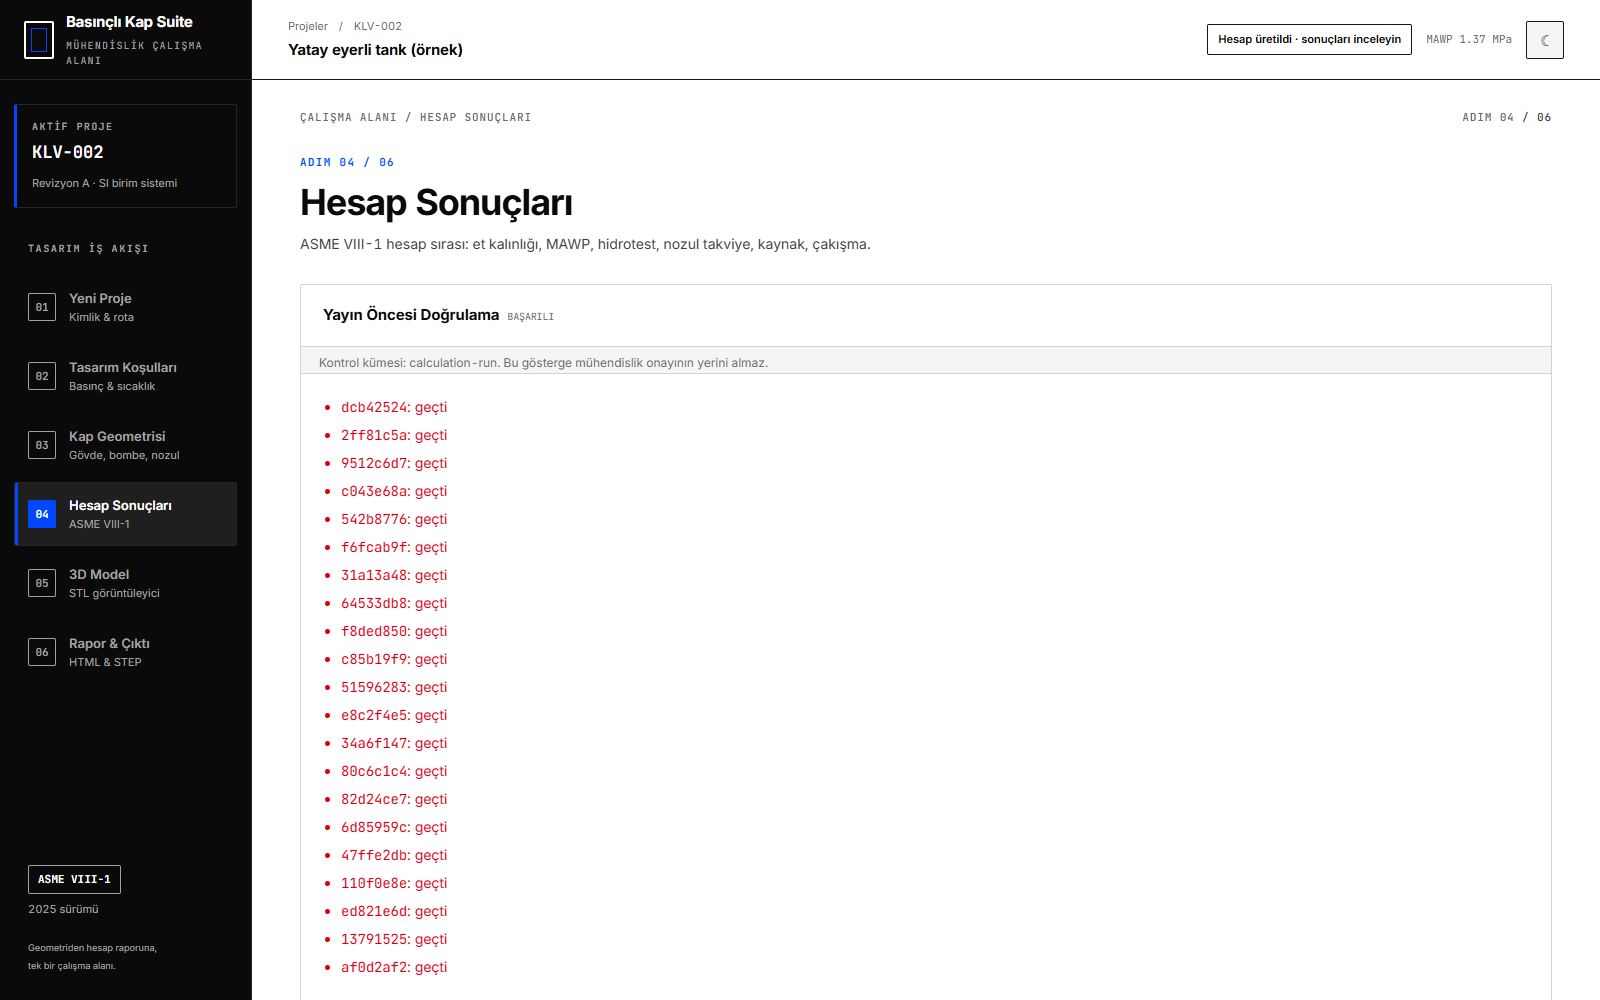 Basınçlı Kap Suite
MÜHENDİSLİK ÇALIŞMA
ALANI
AKTİF PROJE
KLV-002
Revizyon A · SI birim sistemi
TASARIM İŞ AKIŞI
01
Yeni Proje
Kimlik & rota
02
Tasarım Koşulları
Basınç & sıcaklık
03
Kap Geometrisi
Gövde, bombe, nozul
04
Hesap Sonuçları
ASME VIII-1
05
3D Model
STL görüntüleyici
06
Rapor & Çıktı
HTML & STEP
ASME VIII-1
2025 sürümü
Geometriden hesap raporuna,
tek bir çalışma alanı.
Projeler / KLV-002
Yatay eyerli tank (örnek)
Hesap üretildi · sonuçları inceleyin
MAWP 1.37 MPa
ÇALIŞMA ALANI / HESAP SONUÇLARI
ADIM 04 / 06
ADIM 04 / 06
Hesap Sonuçları
ASME VIII-1 hesap sırası: et kalınlığı, MAWP, hidrotest, nozul takviye, kaynak, çakışma.
Yayın Öncesi Doğrulama BAŞARILI
Kontrol kümesi: calculation-run. Bu gösterge mühendislik onayının yerini almaz.
• dcb42524: geçti
• 2ff81c5a: geçti
• 9512c6d7: geçti
• c043e68a: geçti
• 542b8776: geçti
• f6fcab9f: geçti
• 31a13a48: geçti
• 64533db8: geçti
• f8ded850: geçti
• c85b19f9: geçti
• 51596283: geçti
• e8c2f4e5: geçti
• 34a6f147: geçti
• 80c6c1c4: geçti
• 82d24ce7: geçti
• 6d85959c: geçti
• 47ffe2db: geçti
• 110f0e8e: geçti
• ed821e6d: geçti
• 13791525: geçti
• af0d2af2: geçti